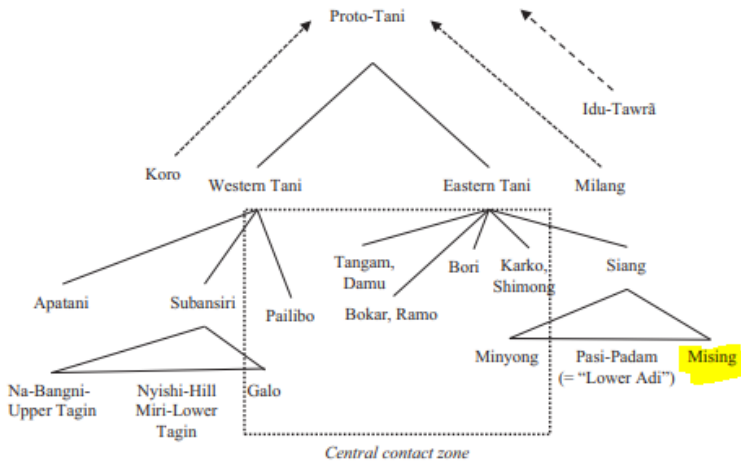 Proto-Tani
Idu-Tawrã
Koro
Western Tani
Eastern Tani
Milang
Tangam,
Damu
Bori
Karko,
Shimong
Siang
Apatani
Subansiri
Pailibo
Bokar, Ramo
Na-Bangni-
Upper Tagin
Nyishi-Hill
Miri-Lower
Tagin
Galo
Minyong
Pasi-Padam
(= “Lower Adi”)
Mising
Central contact zone